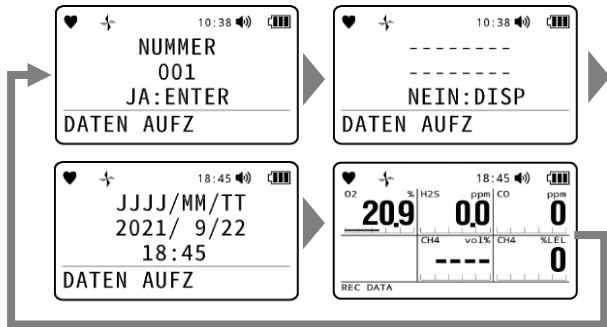 10:38
NUMMER
001
JA:ENTER
DATEN AUFZ
10:38
--------
--------
NEIN:DISP
DATEN AUFZ
18:45
JJJJ/MM/TT
2021/ 9/22
18:45
DATEN AUFZ
18:45
O2 % H2S ppm CO ppm
20.9 0.0 0
CH4 vol% CH4 %LEL
---- 0
REC DATA